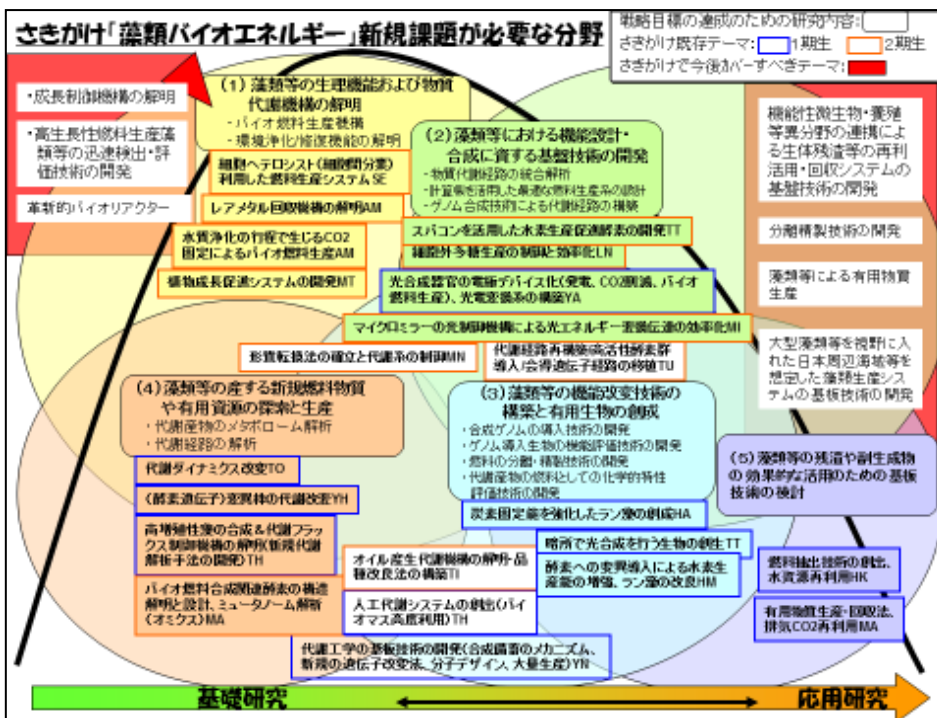 さきがけ「藻類バイオエネルギー」新規課題が必要な分野
戦略目標の達成のための研究内容:
さきがけ既存テーマ: 1期生 2期生
さきがけで今後カバーすべきテーマ:
・成長制御機構の解明
・高生長性燃料生産藻
類等の迅速検出・評
価技術の開発
革新的バイオリアクター
(1)藻類等の生理機能および物質
代謝機構の解明
・バイオ燃料生産機構
・環境浄化/修復機能の解明
細胞ヘテロシスト(細胞間分業)
利用した燃料生産システムSE
レアメタル回収機構の解明AM
水質浄化の行程で生じるCO2
固定によるバイオ燃料生産AM
植物成長促進システムの開発MT
(2)藻類等における機能設計・
合成に資する基盤技術の開発
・物質代謝経路の統合解析
・計算機を活用した最適な燃料生産系の設計
・ゲノム合成技術による代謝経路の構築
スパコンを活用した水素生産促進酵素の開発TT
細胞外多糖生産の制御と効率化LN
光合成器官の電極デバイス化(発電、CO2削減、バイオ
燃料生産)、光電変換系の構築YA
マイクロミラーの光制御機構による光エネルギー変換伝達の効率化MI
形質転換法の確立と代謝系の制御MN
代謝経路再構築/高活性酵素群
導入/合得遺伝子経路の移植TU
機能性微生物・養殖
等異分野の連携によ
る生体残渣等の再利
活用・回収システムの
基盤技術の開発
分離精製技術の開発
藻類等による有用物質
生産
大型藻類等を視野に入
れた日本周辺海域等を
想定した藻類生産シス
テムの基板技術の開発
(4)藻類等の産する新規燃料物質
や有用資源の探索と生産
・代謝産物のメタボローム解析
・代謝経路の解析
代謝ダイナミクス改変TO
(酵素遺伝子)変異株の代謝改変YH
高増殖性藻の合成&代謝フラッ
クス制御機構の解明(新規代謝
解析手法の開発)TH
バイオ燃料合成関連酵素の構造
解明と設計、ミュータノーム解析
(オミクス)MA
(3)藻類等の機能改変技術の
構築と有用生物の創成
・合成ゲノムの導入技術の開発
・ゲノム導入生物の機能評価技術の開発
・燃料の分離・精製技術の開発
・代謝産物の燃料としての化学的特性
評価技術の開発
炭素固定能を強化したラン藻の創成HA
暗所で光合成を行う生物の創生TT
酵素への変異導入による水素生
産能の増強、ラン藻の改良HM
オイル産生代謝機構の解明・品
種改良法の構築TI
人工代謝システムの創出(バイ
オマス高度利用)TH
代謝工学の基板技術の開発(合成備蓄のメカニズム、
新規の遺伝子改変法、分子デザイン、大量生産)YN
(5)藻類等の残渣や副生成物
の効果的な活用のための基板
技術の検討
燃料抽出技術の創出、
水資源再利用HK
有用物質生産・回収法、
排気CO2再利用MA
基礎研究
応用研究